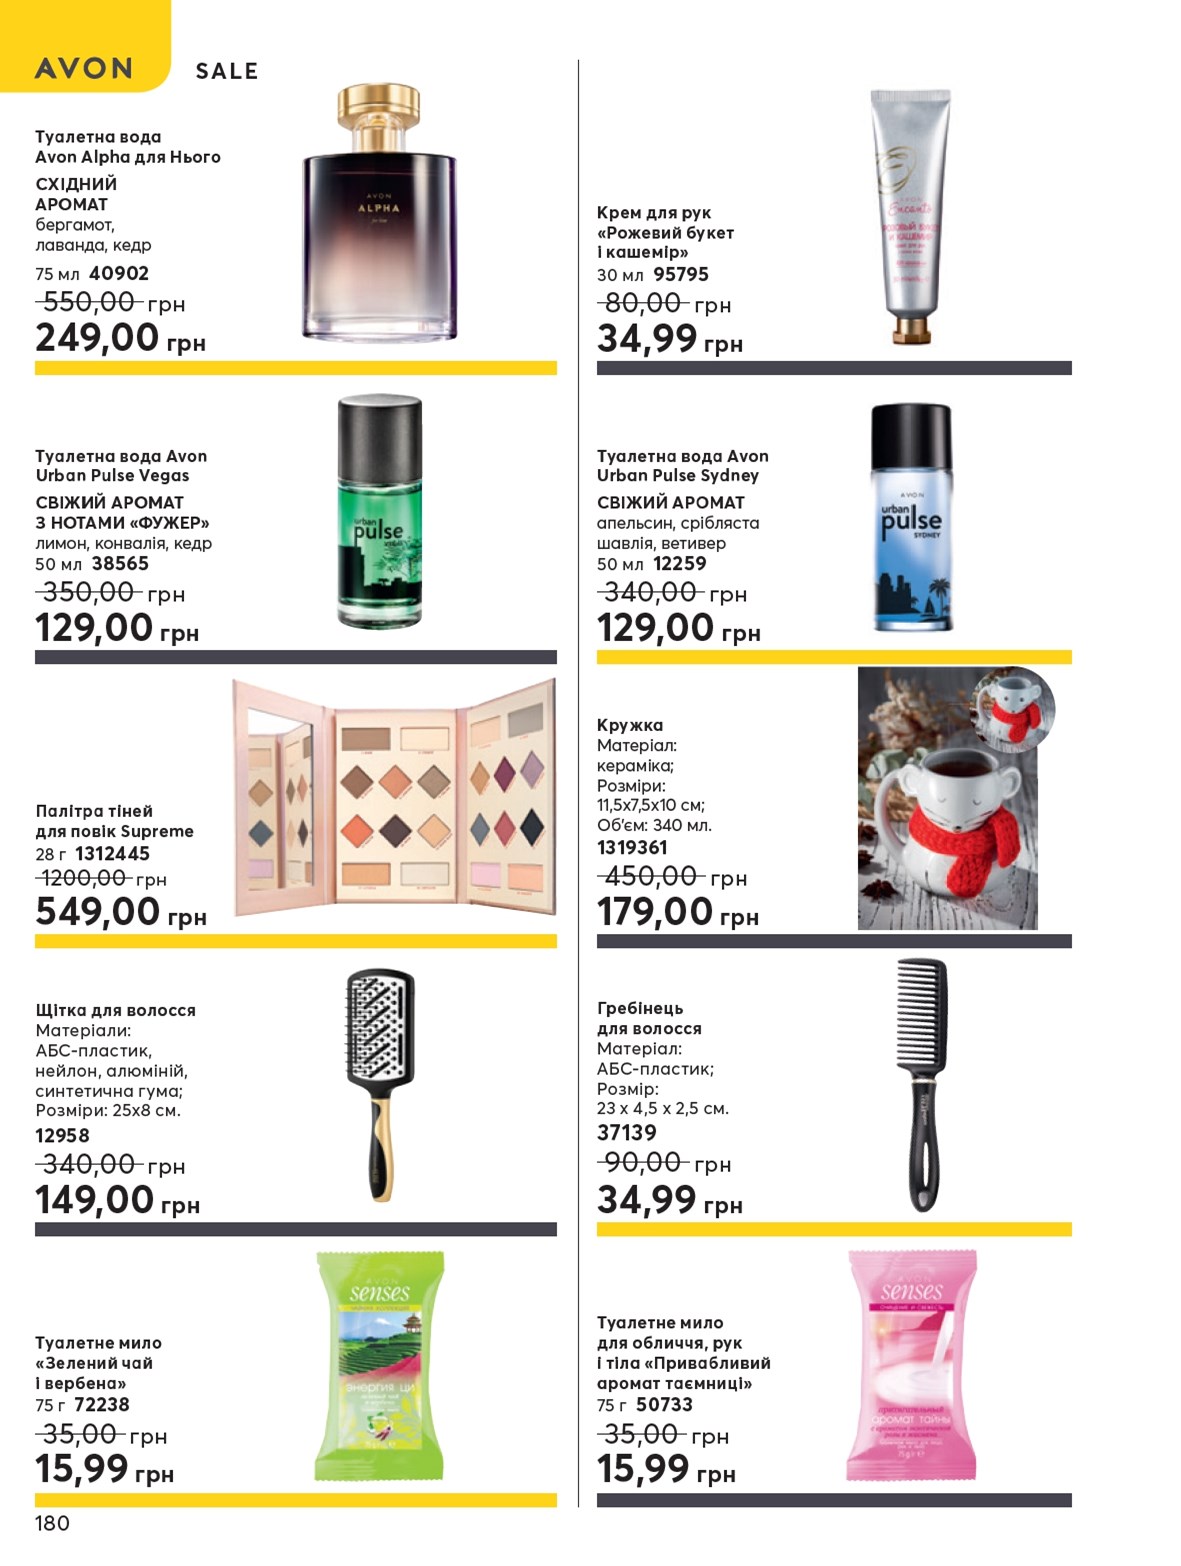 AVON
SALE
Туалетна вода
Avon Alpha для Нього
СХІДНИЙ
АРОМАТ
бергамот,
лаванда, кедр
75 мл 40902
550,00 грн
249,00 грн
AVON
ALPHA
Крем для рук
«Рожевий букет
і кашемір»
30 мл 95795
80,00 грн
34,99 грн
Encanto
Туалетна вода Avon
Urban Pulse Vegas
СВІЖИЙ АРОМАТ
З НОТАМИ «ФУЖЕР»
лимон, конвалія, кедр
50 мл 38565
350,00 грн
129,00 грн
urban
pulse
Туалетна вода Avon
Urban Pulse Sydney
СВІЖИЙ АРОМАТ
апельсин, срібляста
шавлія, ветивер
50 мл 12259
340,00 грн
129,00 грн
AVON
urban
pulse
SYDNEY
Палітра тіней
для повік Supreme
28 г 1312445
1200,00 грн
549,00 грн
Кружка
Матеріал:
кераміка;
Розміри:
11,5x7,5x10 см;
Об'єм: 340 мл.
1319361
450,00 грн
179,00 грн
Щітка для волосся
Матеріали:
АБС-пластик,
нейлон, алюміній,
синтетична гума;
Розміри: 25x8 см.
12958
340,00 грн
149,00 грн
Гребінець
для волосся
Матеріал:
АБС-пластик;
Розмір:
23 x 4,5 x 2,5 см.
37139
90,00 грн
34,99 грн
Туалетне мило
«Зелений чай
і вербена»
75 г 72238
35,00 грн
15,99 грн
AVON
senses
энергия ци
Туалетне мило
для обличчя, рук
і тіла «Привабливий
аромат таємниці»
75 г 50733
35,00 грн
15,99 грн
AVON
senses
ОЧИЩЕНИЕ И СВЕЖЕСТЬ
притягательный
аромат тайны
180